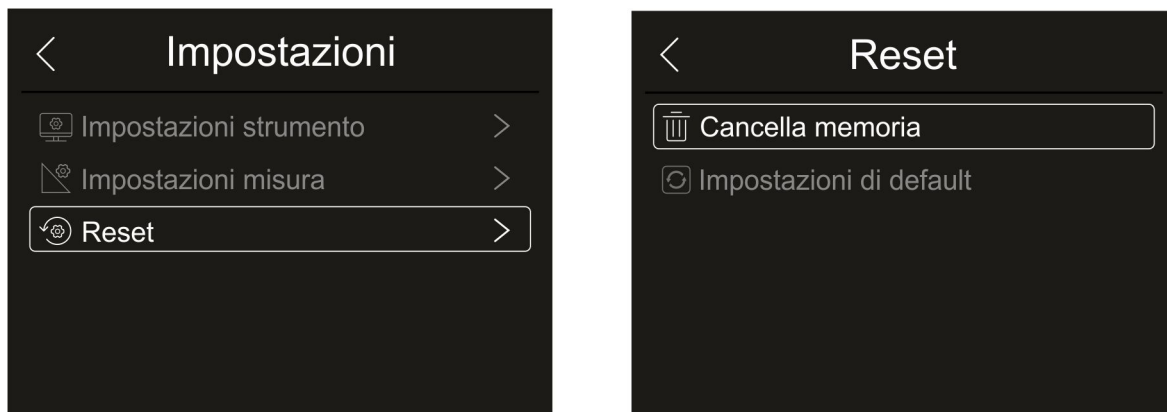 Impostazioni
Impostazioni strumento
Impostazioni misura
Reset
Reset
Cancella memoria
Impostazioni di default